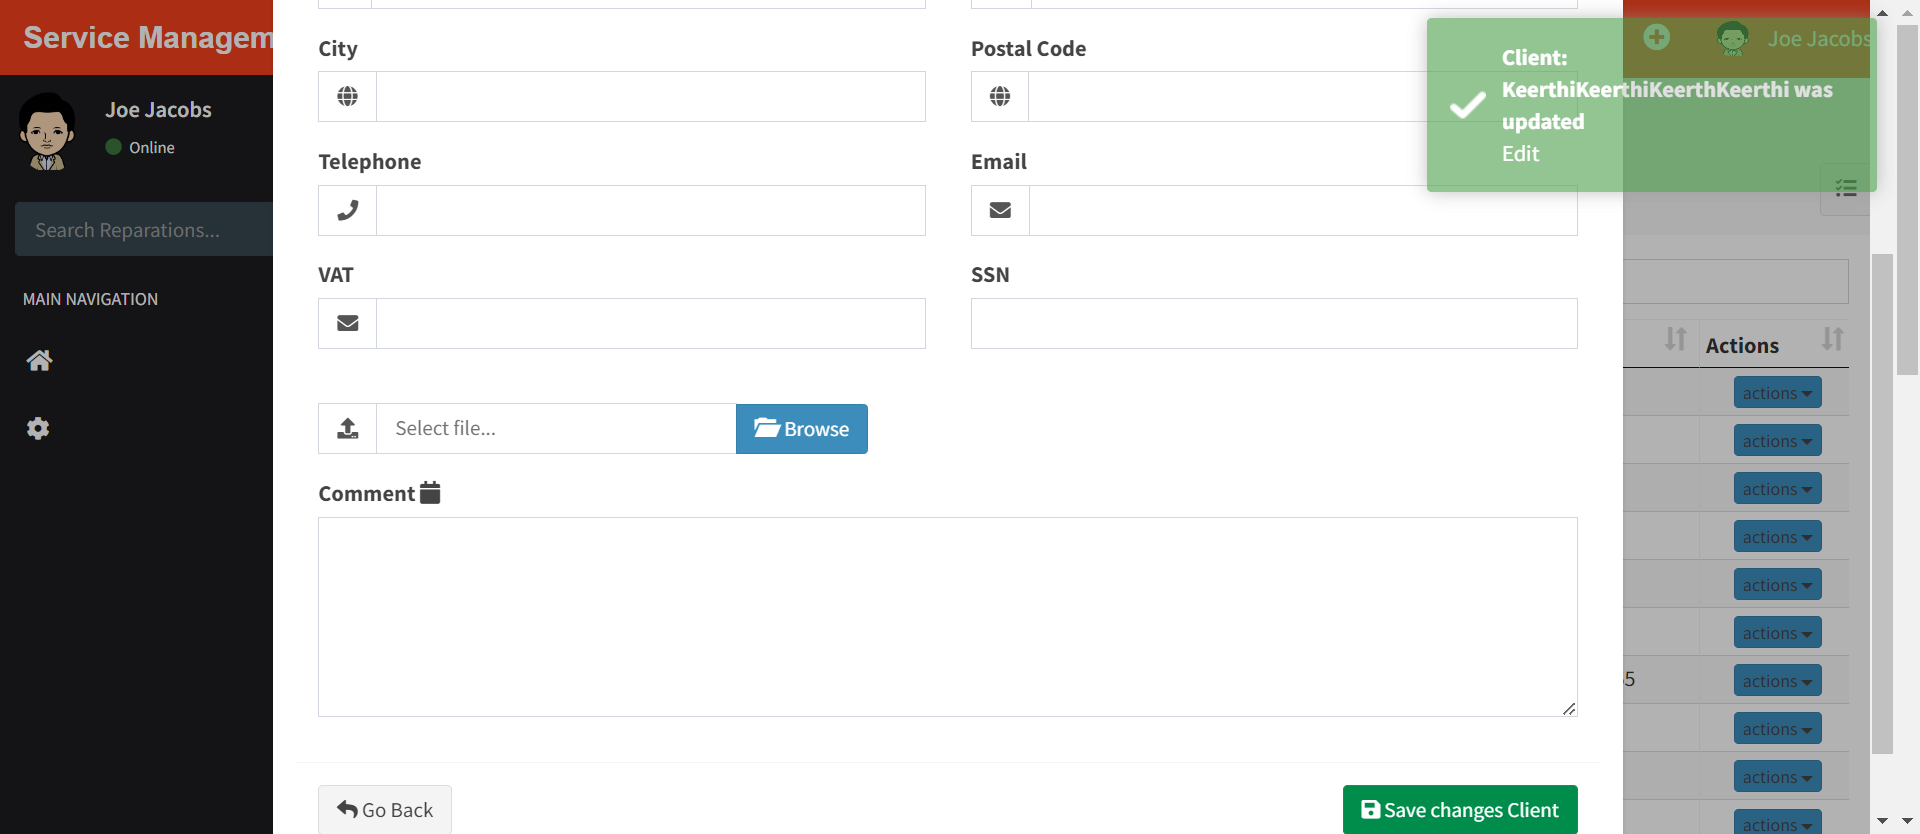 Service Managem
Joe Jacobs
Client:
KeerthiKeerthiKeerthKeerthi was
updated
Edit
Joe Jacobs
Online
Search Reparations...
MAIN NAVIGATION
City
Postal Code
Telephone
Email
VAT
SSN
Select file...
Browse
Comment
Go Back
Save changes Client
Actions
actions
actions
actions
actions
actions
actions
5
actions
actions
actions
actions